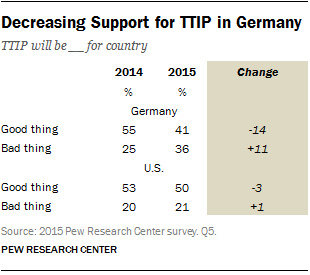 Decreasing Support for TTIP in Germany
TTIP will be __ for country
2014 2015 Change
% %
Germany
Good thing 55 41 -14
Bad thing 25 36 +11
U.S.
Good thing 53 50 -3
Bad thing 20 21 +1
Source: 2015 Pew Research Center survey. Q5.
PEW RESEARCH CENTER